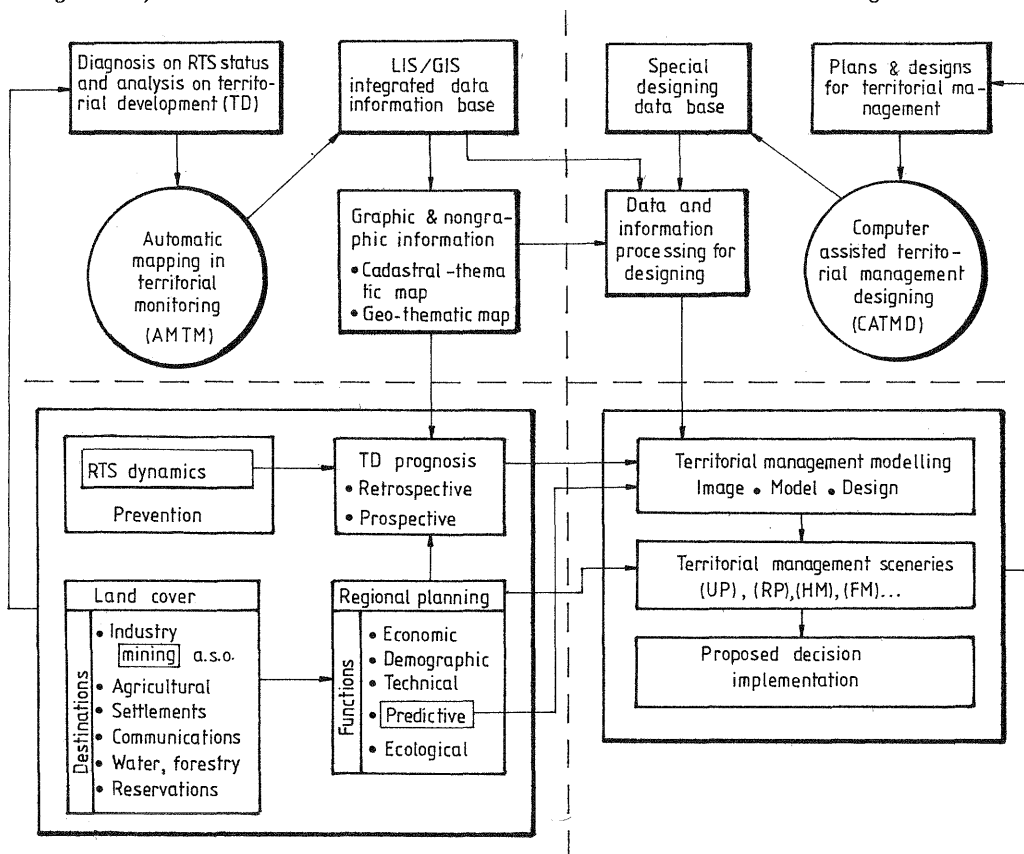 Diagnosis on RTS status
and analysis on territo-
rial development (TD)
LIS/GIS
integrated data
information base
Special
designing
data base
Plans & designs
for territorial ma-
nagement
Automatic
mapping in
territorial
monitoring
(AMTM)
Graphic & nongra-
phic information
• Cadastral-thema
tic map
• Geo-thematic map
Data and
information
processing for
designing
Computer
assisted territo-
rial management
designing
(CATMD)
RTS dynamics
Prevention
TD prognosis
• Retrospective
• Prospective
Territorial management modelling
Image • Model • Design
Territorial management sceneries
(UP), (RP),(HM),(FM)...
Proposed decision
implementation
Land cover
Destinations
• Industry
mining a.s.o.
• Agricultural
• Settlements
• Communications
• Water, forestry
• Reservations
Regional planning
Functions
• Economic
• Demographic
• Technical
• Predictive
• Ecological